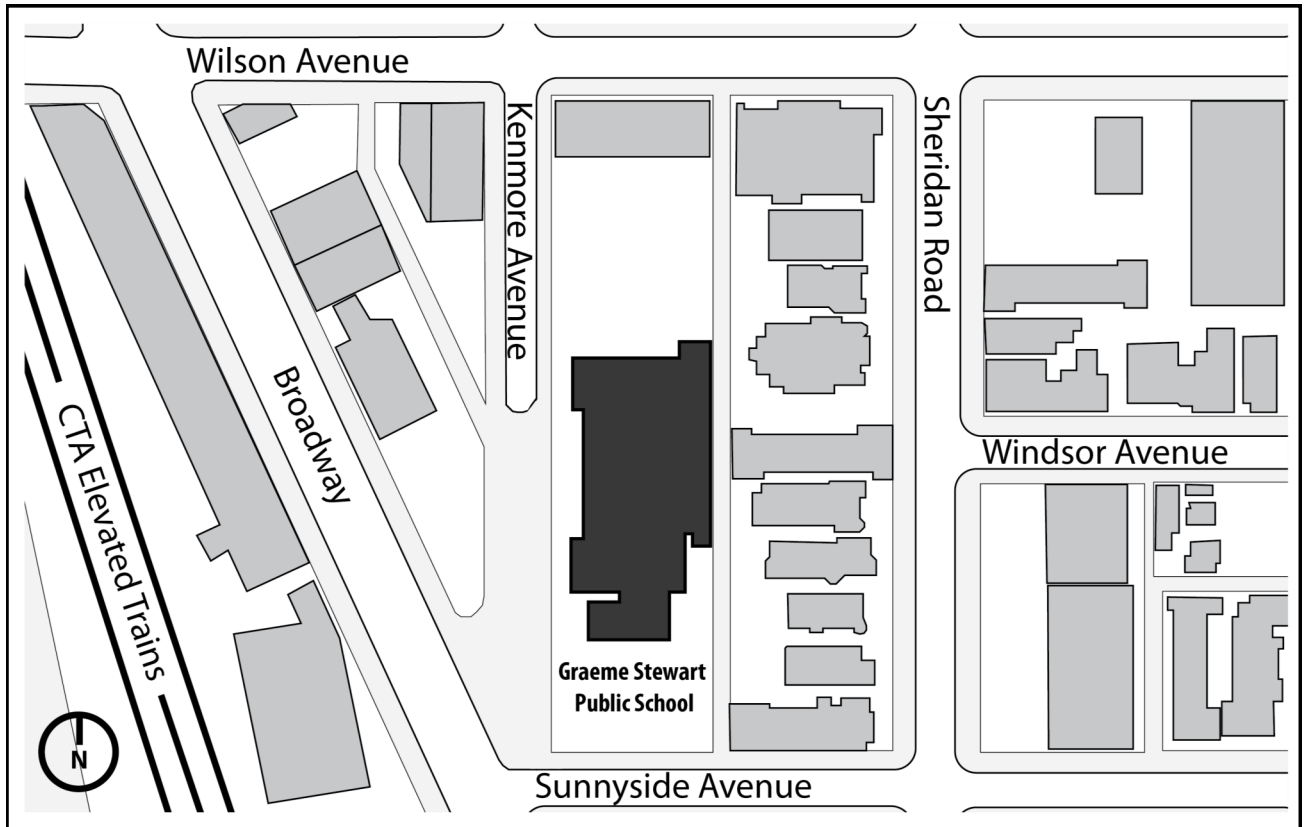 Wilson Avenue
Kenmore Avenue
Sheridan Road
Broadway
CTA Elevated Trains
Windsor Avenue
Graeme Stewart
Public School
N
Sunnyside Avenue